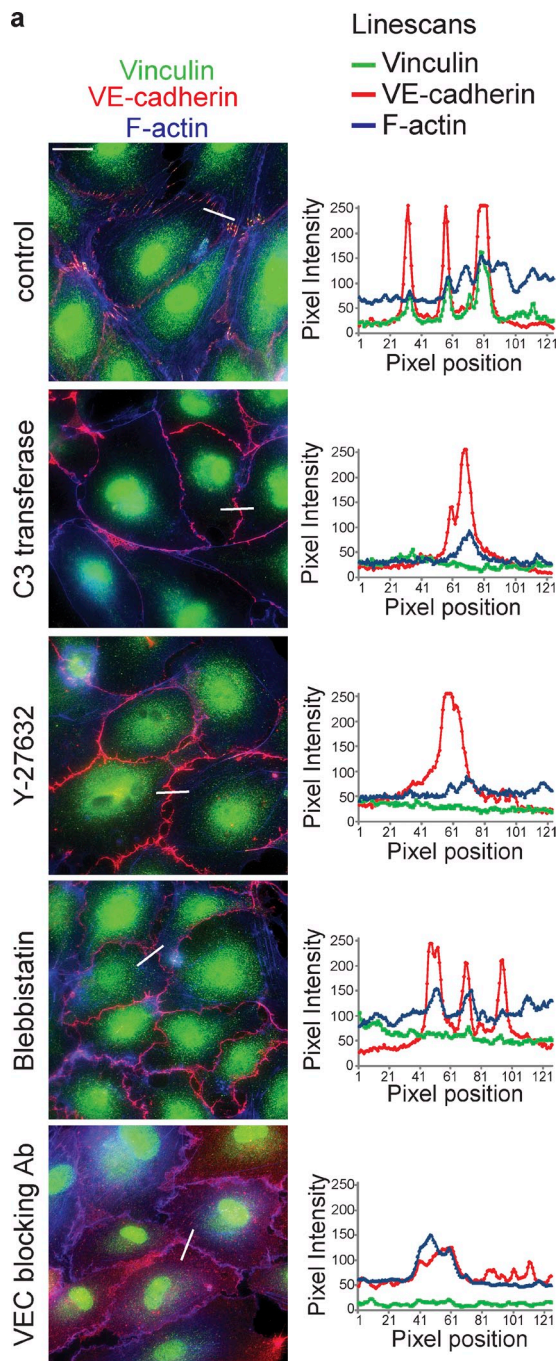 a
Vinculin
VE-cadherin
F-actin
Linescans
Vinculin
VE-cadherin
F-actin
control
Pixel Intensity
250
200
150
100
50
0
1 21 41 61 81 101 121
Pixel position
C3 transferase
Pixel Intensity
250
200
150
100
50
0
1 21 41 61 81 101 121
Pixel position
Y-27632
Pixel Intensity
250
200
150
100
50
0
1 21 41 61 81 101 121
Pixel position
Blebbistatin
Pixel Intensity
250
200
150
100
50
0
1 21 41 61 81 101 121
Pixel position
VEC blocking Ab
Pixel Intensity
250
200
150
100
50
0
1 21 41 61 81 101 121
Pixel position